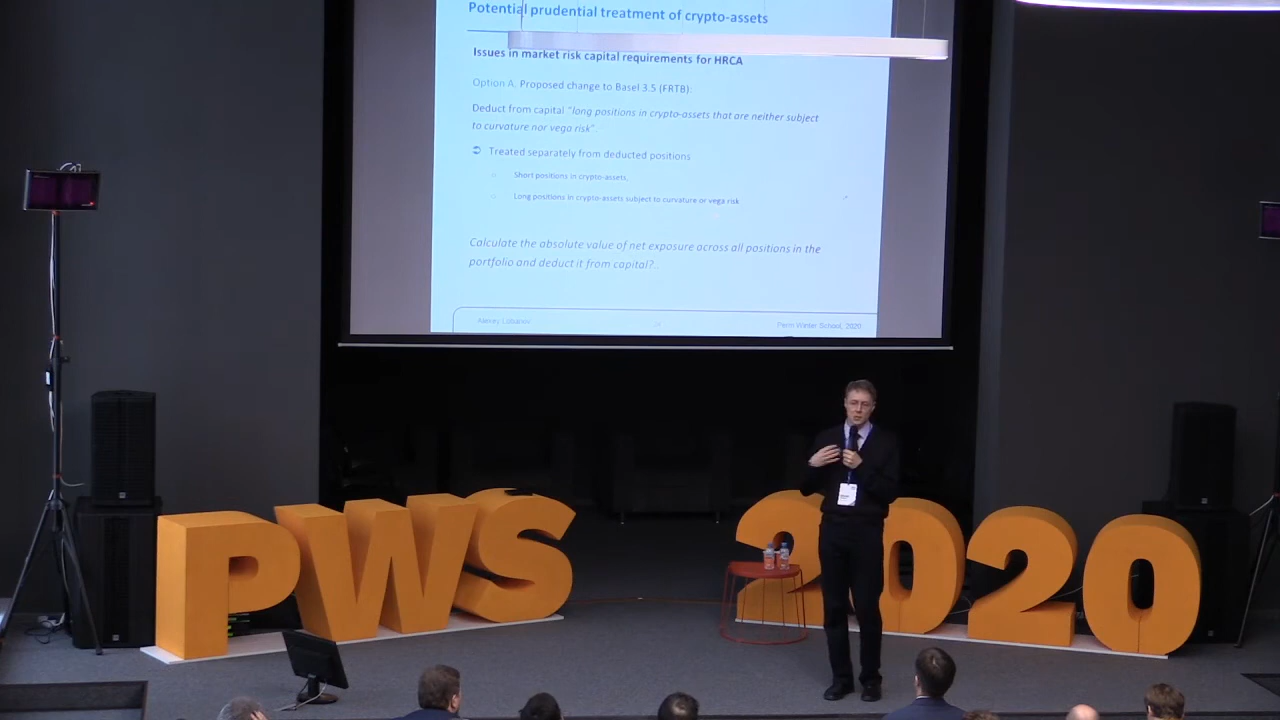 Potential prudential treatment of crypto-assets
Issues in market risk capital requirements for HRCA
Option A. Proposed change to Basel 3.5 (FRTB):
Deduct from capital "long positions in crypto-assets that are neither subject
to curvature nor vega risk".
Treated separately from deducted positions
Short positions in crypto-assets,
Long positions in crypto-assets subject to curvature or vega risk
Calculate the absolute value of net exposure across all positions in the
portfolio and deduct it from capital?..
Alexey Lobanov
Perm Winter School, 2020
PWS 2020